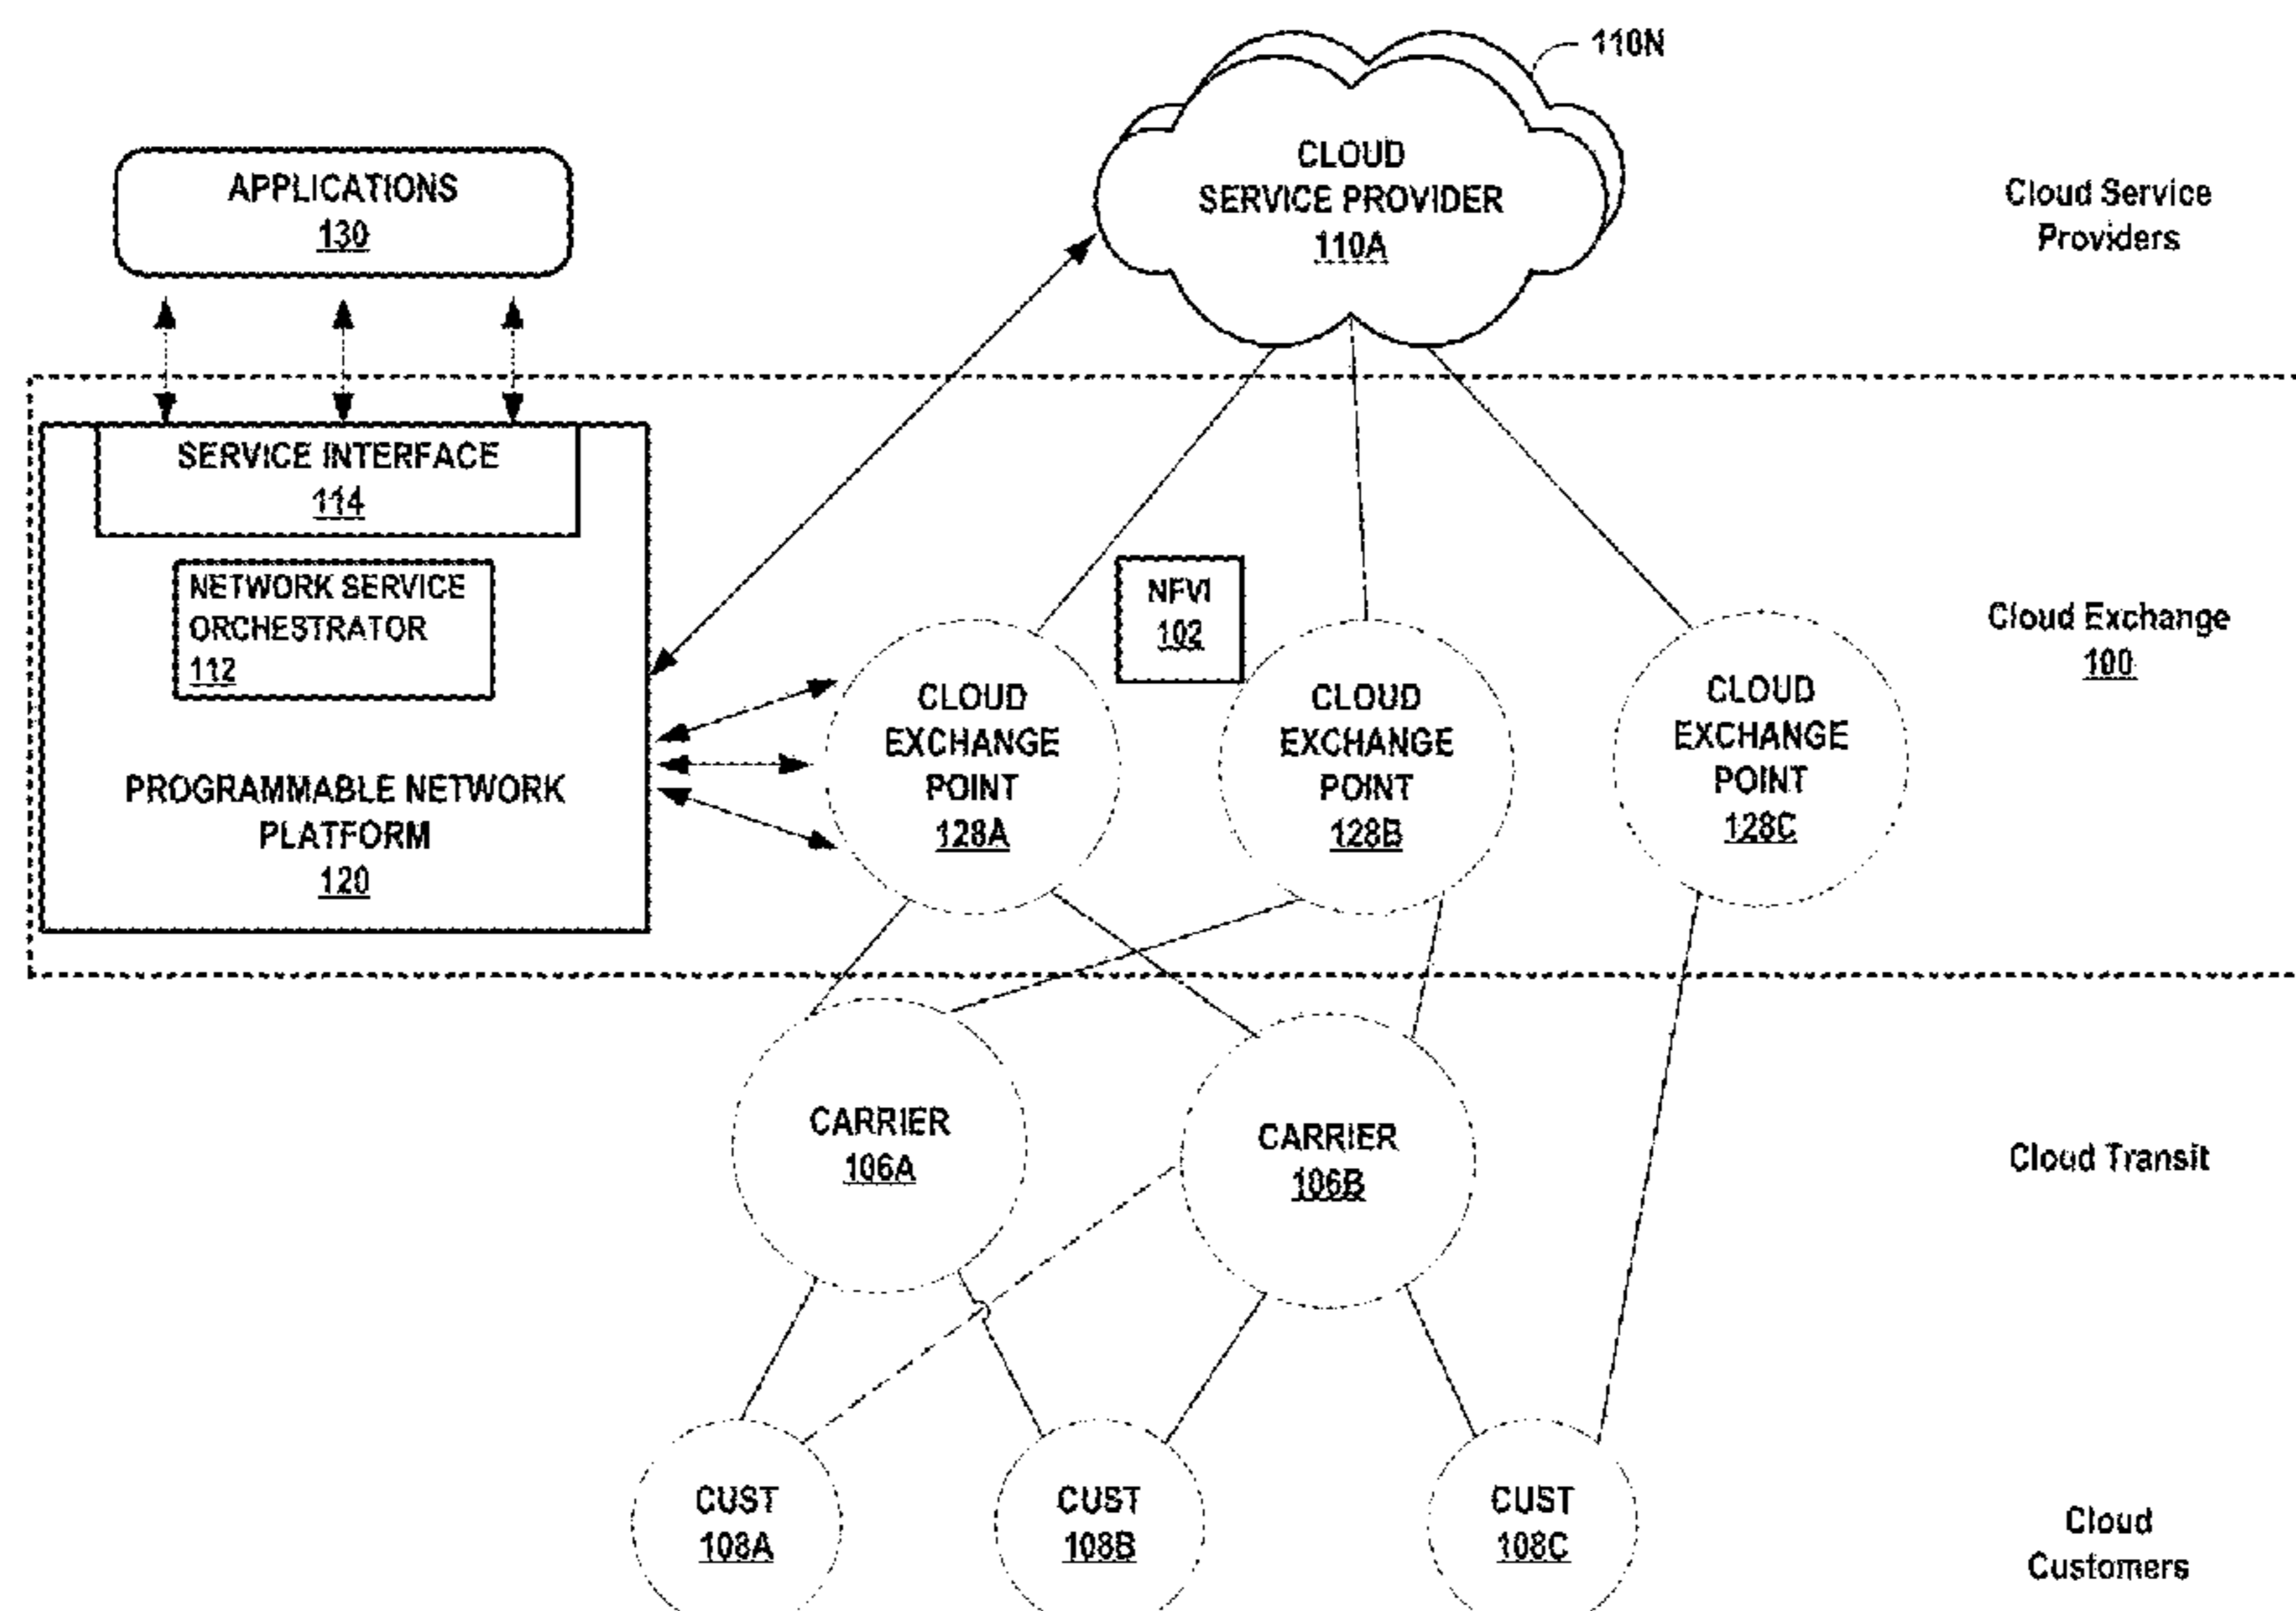 110N
CLOUD
SERVICE PROVIDER
110A
Cloud Service
Providers
APPLICATIONS
130
SERVICE INTERFACE
114
NETWORK SERVICE
ORCHESTRATOR
112
PROGRAMMABLE NETWORK
PLATFORM
120
NFVI
102
CLOUD
EXCHANGE
POINT
128A
CLOUD
EXCHANGE
POINT
128B
CLOUD
EXCHANGE
POINT
128C
Cloud Exchange
100
CARRIER
106A
CARRIER
106B
Cloud Transit
CUST
108A
CUST
108B
CUST
108C
Cloud
Customers